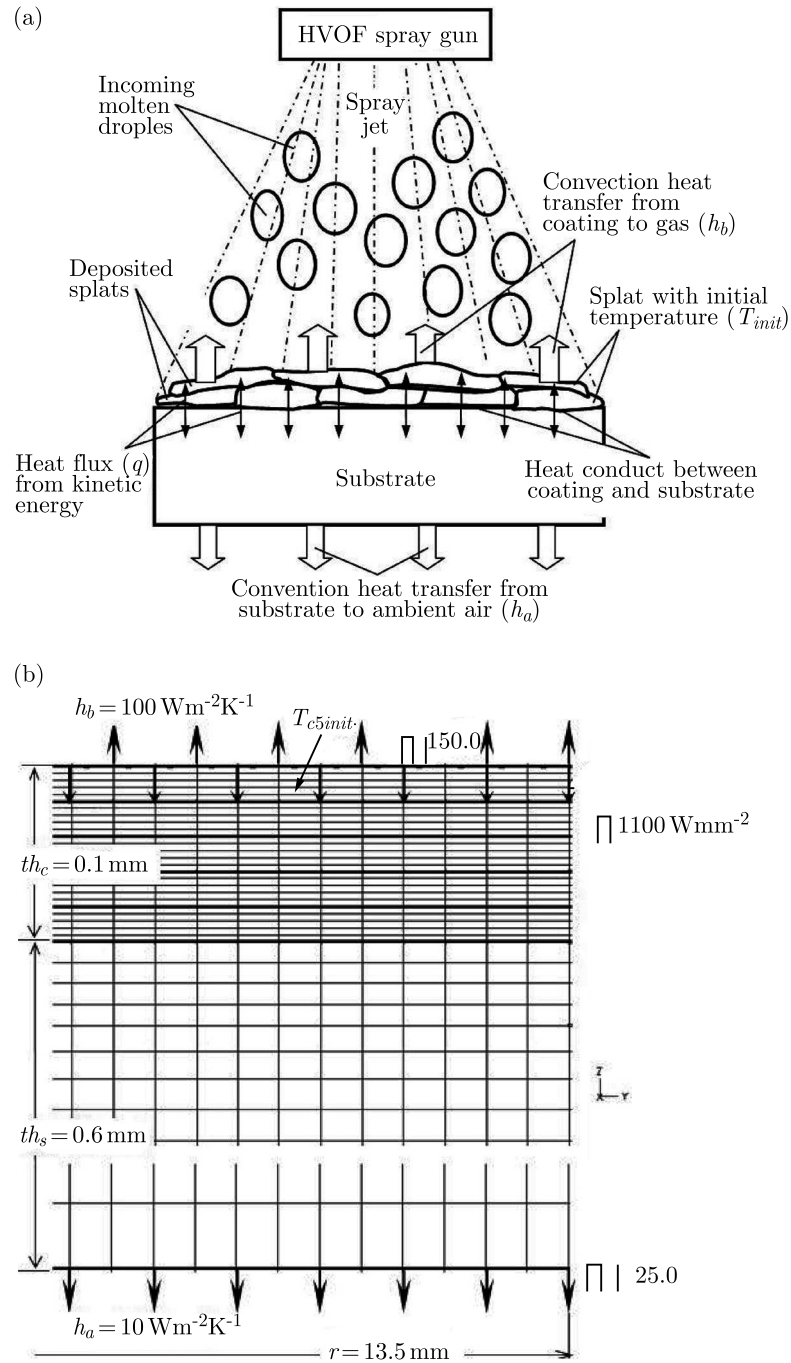 (a)
HVOF spray gun
Incoming
molten
droples
Spray
jet
Convection heat
transfer from
coating to gas (h_b)
Deposited
splats
Splat with initial
temperature (T_init)
Heat flux (q)
from kinetic
energy
Substrate
Heat conduct between
coating and substrate
Convention heat transfer from
substrate to ambient air (h_a)
(b)
h_b = 100 Wm⁻²K⁻¹
T_c5init.
150.0
1100 Wmm⁻²
th_c = 0.1 mm
Z
X Y
th_s = 0.6 mm
25.0
h_a = 10 Wm⁻²K⁻¹
r = 13.5 mm